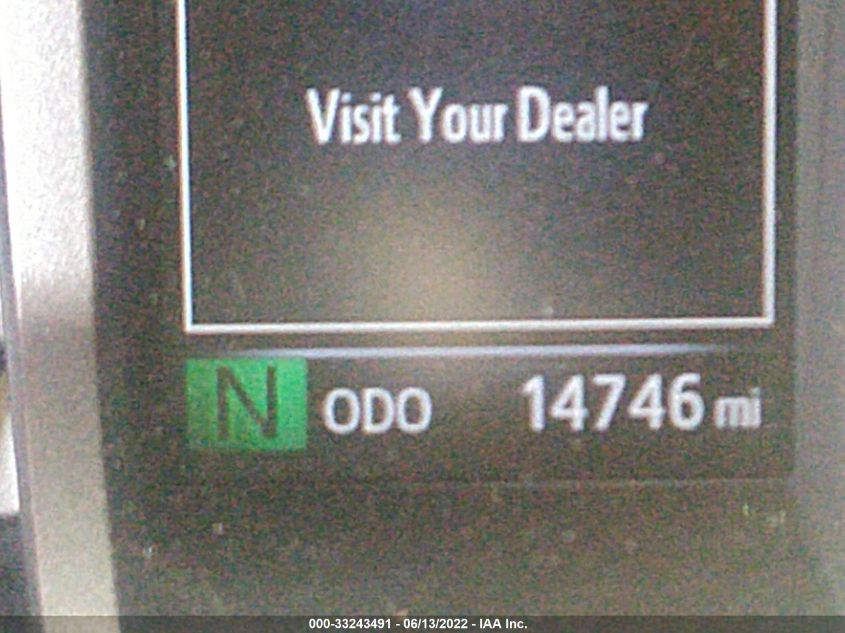 Visit Your Dealer
N ODO 14746 mi
000-33243491 - 06/13/2022 - IAA Inc.